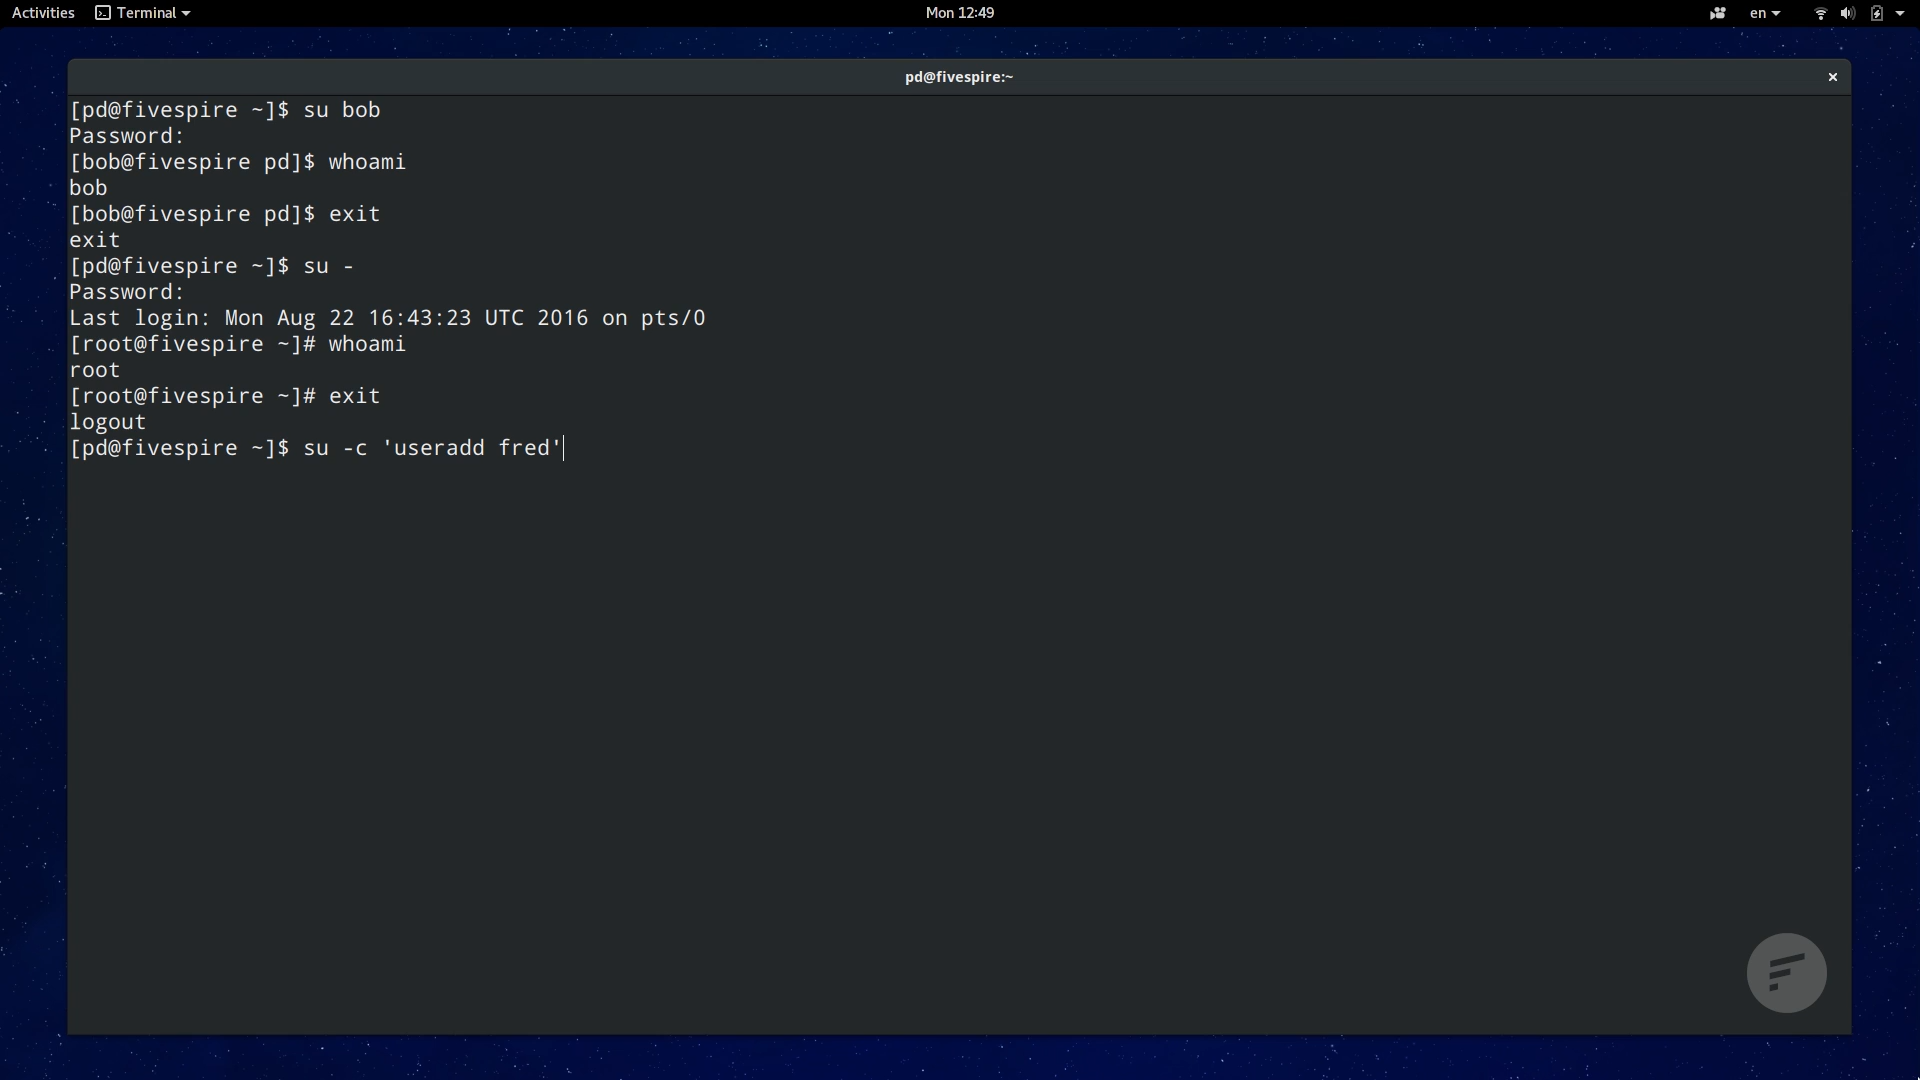 Activities Terminal Mon 12:49 en
pd@fivespire:~
[pd@fivespire ~]$ su bob
Password:
[bob@fivespire pd]$ whoami
bob
[bob@fivespire pd]$ exit
exit
[pd@fivespire ~]$ su -
Password:
Last login: Mon Aug 22 16:43:23 UTC 2016 on pts/0
[root@fivespire ~]# whoami
root
[root@fivespire ~]# exit
logout
[pd@fivespire ~]$ su -c 'useradd fred'